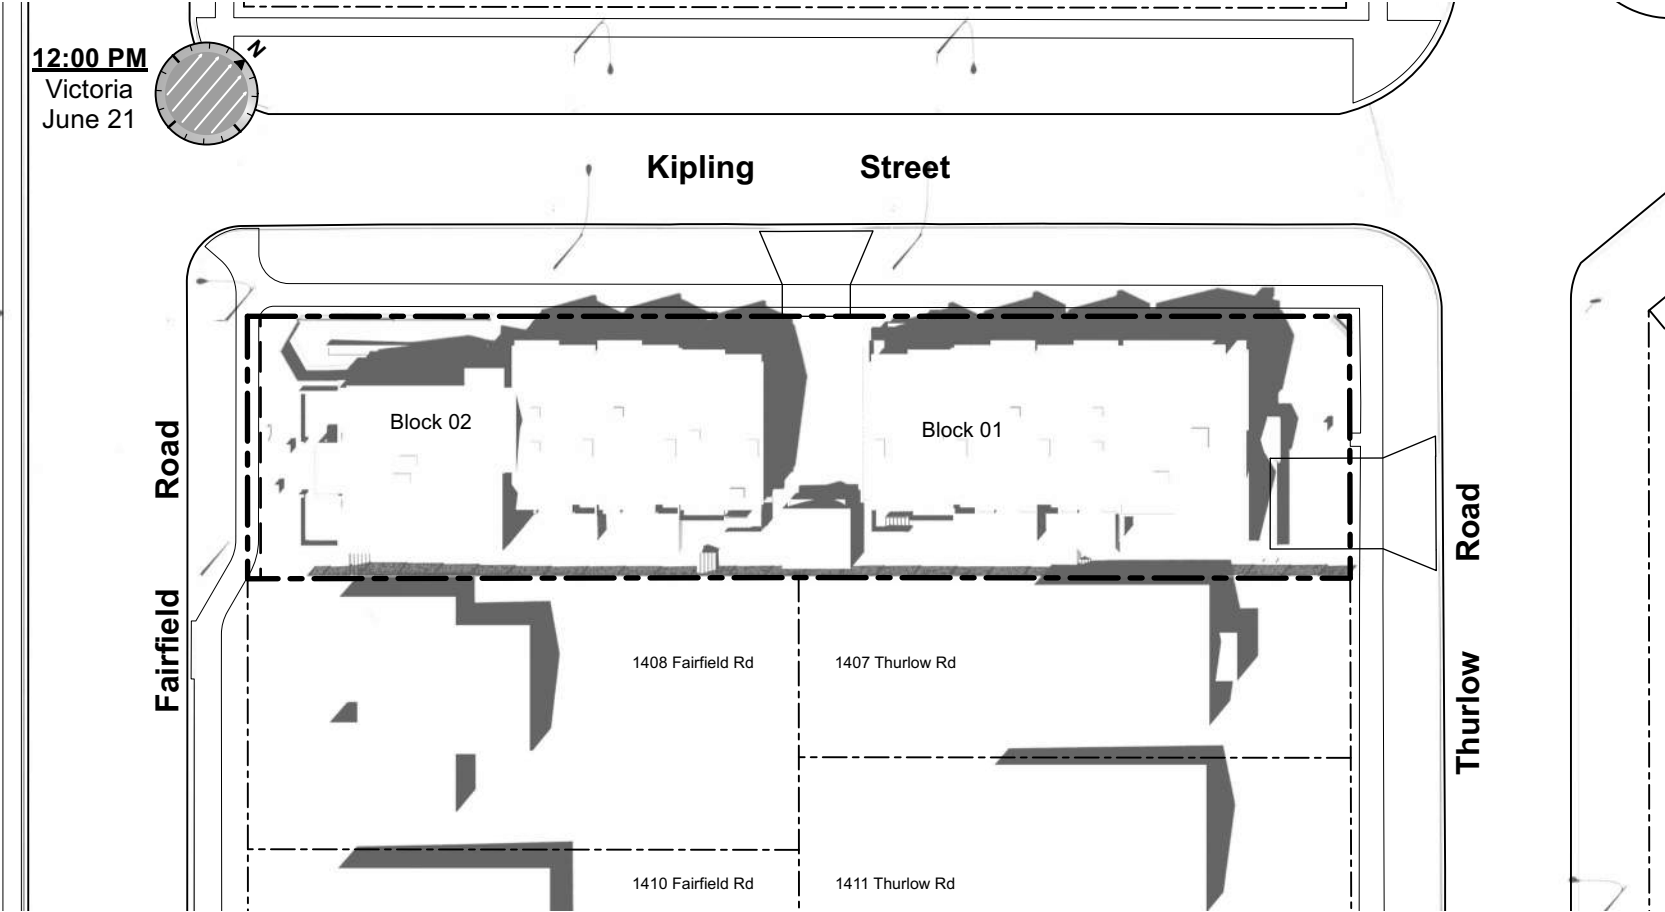 12:00 PM
Victoria
June 21
N
Kipling Street
Block 02
Block 01
Fairfield Road
Thurlow Road
1408 Fairfield Rd
1407 Thurlow Rd
1410 Fairfield Rd
1411 Thurlow Rd